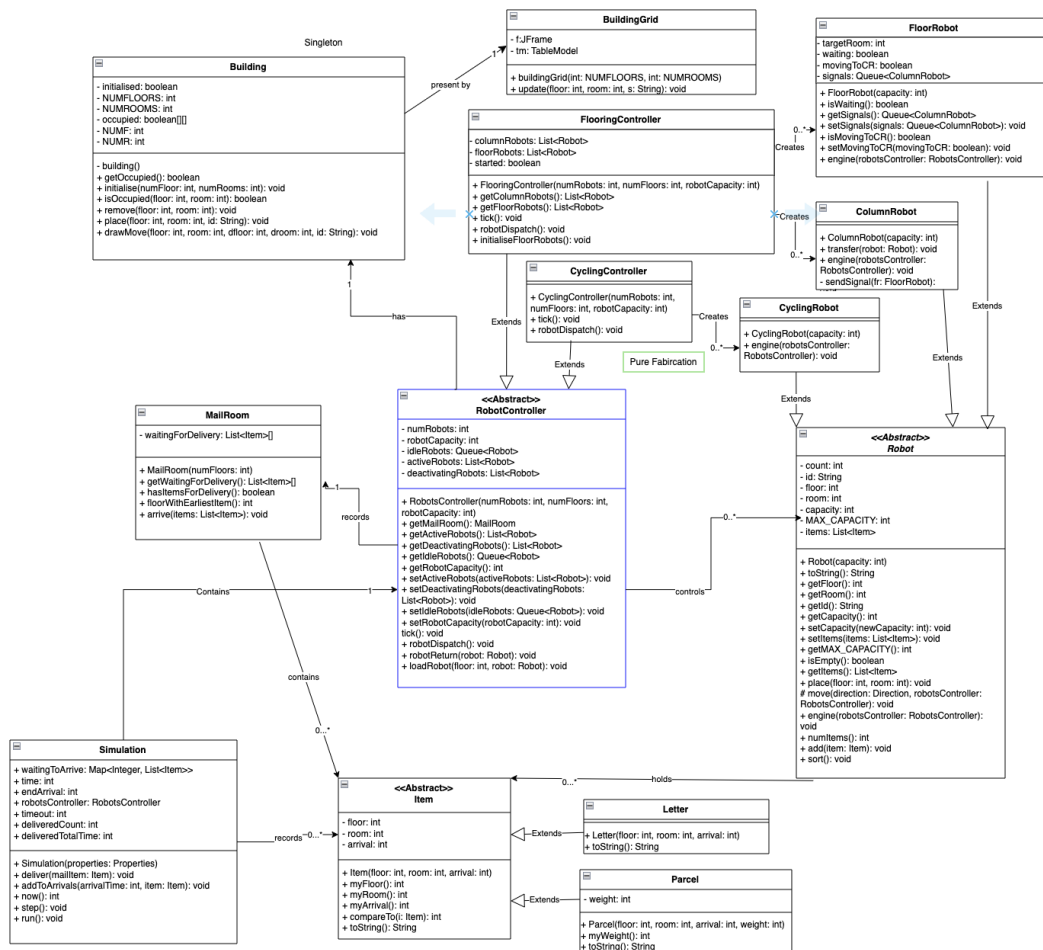 BuildingGrid
- f:JFrame
- tm: TableModel
+ buildingGrid(int: NUMFLOORS, int: NUMROOMS)
+ update(floor: int, room: int, s: String): void
FloorRobot
- targetRoom: int
- waiting: boolean
- movingToCR: boolean
- signals: Queue<ColumnRobot>
+ FloorRobot(capacity: int)
+ isWaiting(): boolean
+ getSignals(): Queue<ColumnRobot>
+ setSignals(signals: Queue<ColumnRobot>): void
+ isMovingToCR(): boolean
+ setMovingToCR(movingToCR: boolean): void
+ engine(robotsController: RobotsController): void
Singleton
Building
- initialised: boolean
- NUMFLOORS: int
- NUMROOMS: int
- occupied: boolean[][]
- NUMF: int
- NUMR: int
- building()
+ getOccupied(): boolean
+ initialise(numFloor: int, numRooms: int): void
+ isOccupied(floor: int, room: int): boolean
+ remove(floor: int, room: int): void
+ place(floor: int, room: int, id: String): void
+ drawMove(floor: int, room: int, dfloor: int, droom: int, id: String): void
1
present by
FlooringController
- columnRobots: List<Robot>
- floorRobots: List<Robot>
- started: boolean
+ FlooringController(numRobots: int, numFloors: int, robotCapacity: int)
+ getColumnRobots(): List<Robot>
+ getFloorRobots(): List<Robot>
+ tick(): void
+ robotDispatch(): void
+ initialiseFloorRobots(): void
0..*
Creates
Creates
0..*
ColumnRobot
+ ColumnRobot(capacity: int)
+ transfer(robot: Robot): void
+ engine(robotsController:
RobotsController): void
- sendSignal(fr: FloorRobot):
CyclingController
+ CyclingController(numRobots: int,
numFloors: int, robotCapacity: int)
+ tick(): void
+ robotDispatch(): void
Creates
0..*
CyclingRobot
+ CyclingRobot(capacity: int)
+ engine(robotsController:
RobotsController): void
Extends
1
has
Extends
Extends
Pure Fabircation
Extends
Extends
<<Abstract>>
RobotController
- numRobots: int
- robotCapacity: int
- idleRobots: Queue<Robot>
- activeRobots: List<Robot>
- deactivatingRobots: List<Robot>
+ RobotsController(numRobots: int, numFloors: int,
robotCapacity: int)
+ getMailRoom(): MailRoom
+ getActiveRobots(): List<Robot>
+ getDeactivatingRobots(): List<Robot>
+ getIdleRobots(): Queue<Robot>
+ getRobotCapacity(): int
+ setActiveRobots(activeRobots: List<Robot>): void
+ setDeactivatingRobots(deactivatingRobots:
List<Robot>): void
+ setIdleRobots(idleRobots: Queue<Robot>): void
+ setRobotCapacity(robotCapacity: int): void
tick(): void
+ robotDispatch(): void
+ robotReturn(robot: Robot): void
+ loadRobot(floor: int, robot: Robot): void
MailRoom
- waitingForDelivery: List<Item>[]
+ MailRoom(numFloors: int)
+ getWaitingForDelivery(): List<Item>[]
+ hasItemsForDelivery(): boolean
+ floorWithEarliestItem(): int
+ arrive(items: List<Item>): void
1
records
<<Abstract>>
Robot
- count: int
- id: String
- floor: int
- room: int
- capacity: int
- MAX_CAPACITY: int
- items: List<Item>
+ Robot(capacity: int)
+ toString(): String
+ getFloor(): int
+ getRoom(): int
+ getId(): String
+ getCapacity(): int
+ setCapacity(newCapacity: int): void
+ setItems(items: List<Item>): void
+ getMAX_CAPACITY(): int
+ isEmpty(): boolean
+ getItems(): List<Item>
+ place(floor: int, room: int): void
# move(direction: Direction, robotsController:
RobotsController): void
+ engine(robotsController: RobotsController):
void
+ numItems(): int
+ add(item: Item): void
+ sort(): void
0..*
controls
Contains
1
contains
0...*
Simulation
+ waitingToArrive: Map<Integer, List<Item>>
+ time: int
+ endArrival: int
+ robotsController: RobotsController
+ timeout: int
+ deliveredCount: int
+ deliveredTotalTime: int
+ Simulation(properties: Properties)
+ deliver(mailItem: Item): void
+ addToArrivals(arrivalTime: int, item: Item): void
+ now(): int
+ step(): void
+ run(): void
records
0...*
<<Abstract>>
Item
- floor: int
- room: int
- arrival: int
+ Item(floor: int, room: int, arrival: int)
+ myFloor(): int
+ myRoom(): int
+ myArrival(): int
+ compareTo(i: Item): int
+ toString(): String
0...*
holds
Extends
Letter
+ Letter(floor: int, room: int, arrival: int)
+ toString(): String
Extends
Parcel
- weight: int
+ Parcel(floor: int, room: int, arrival: int, weight: int)
+ myWeight(): int
+ toString(): String